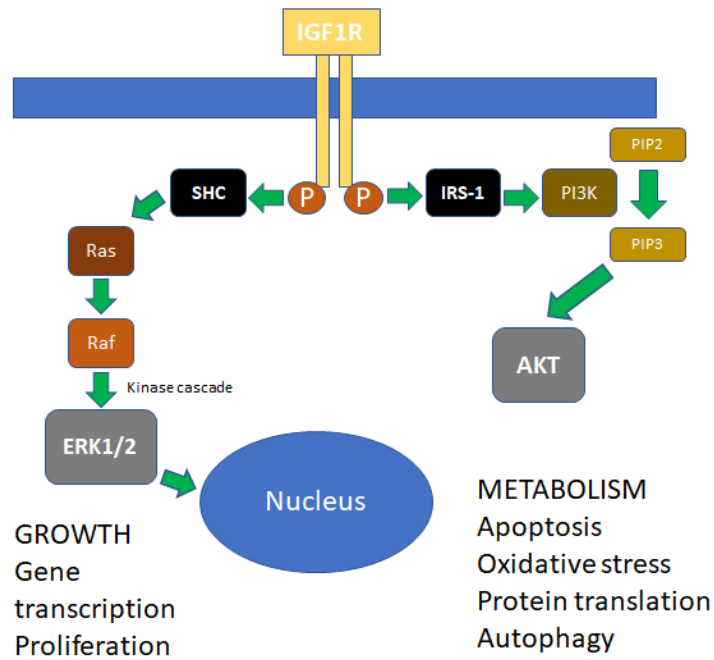 IGF1R
PIP2
SHC
P
P
IRS-1
PI3K
Ras
PIP3
Raf
AKT
Kinase cascade
ERK1/2
Nucleus
GROWTH
Gene
transcription
Proliferation
METABOLISM
Apoptosis
Oxidative stress
Protein translation
Autophagy